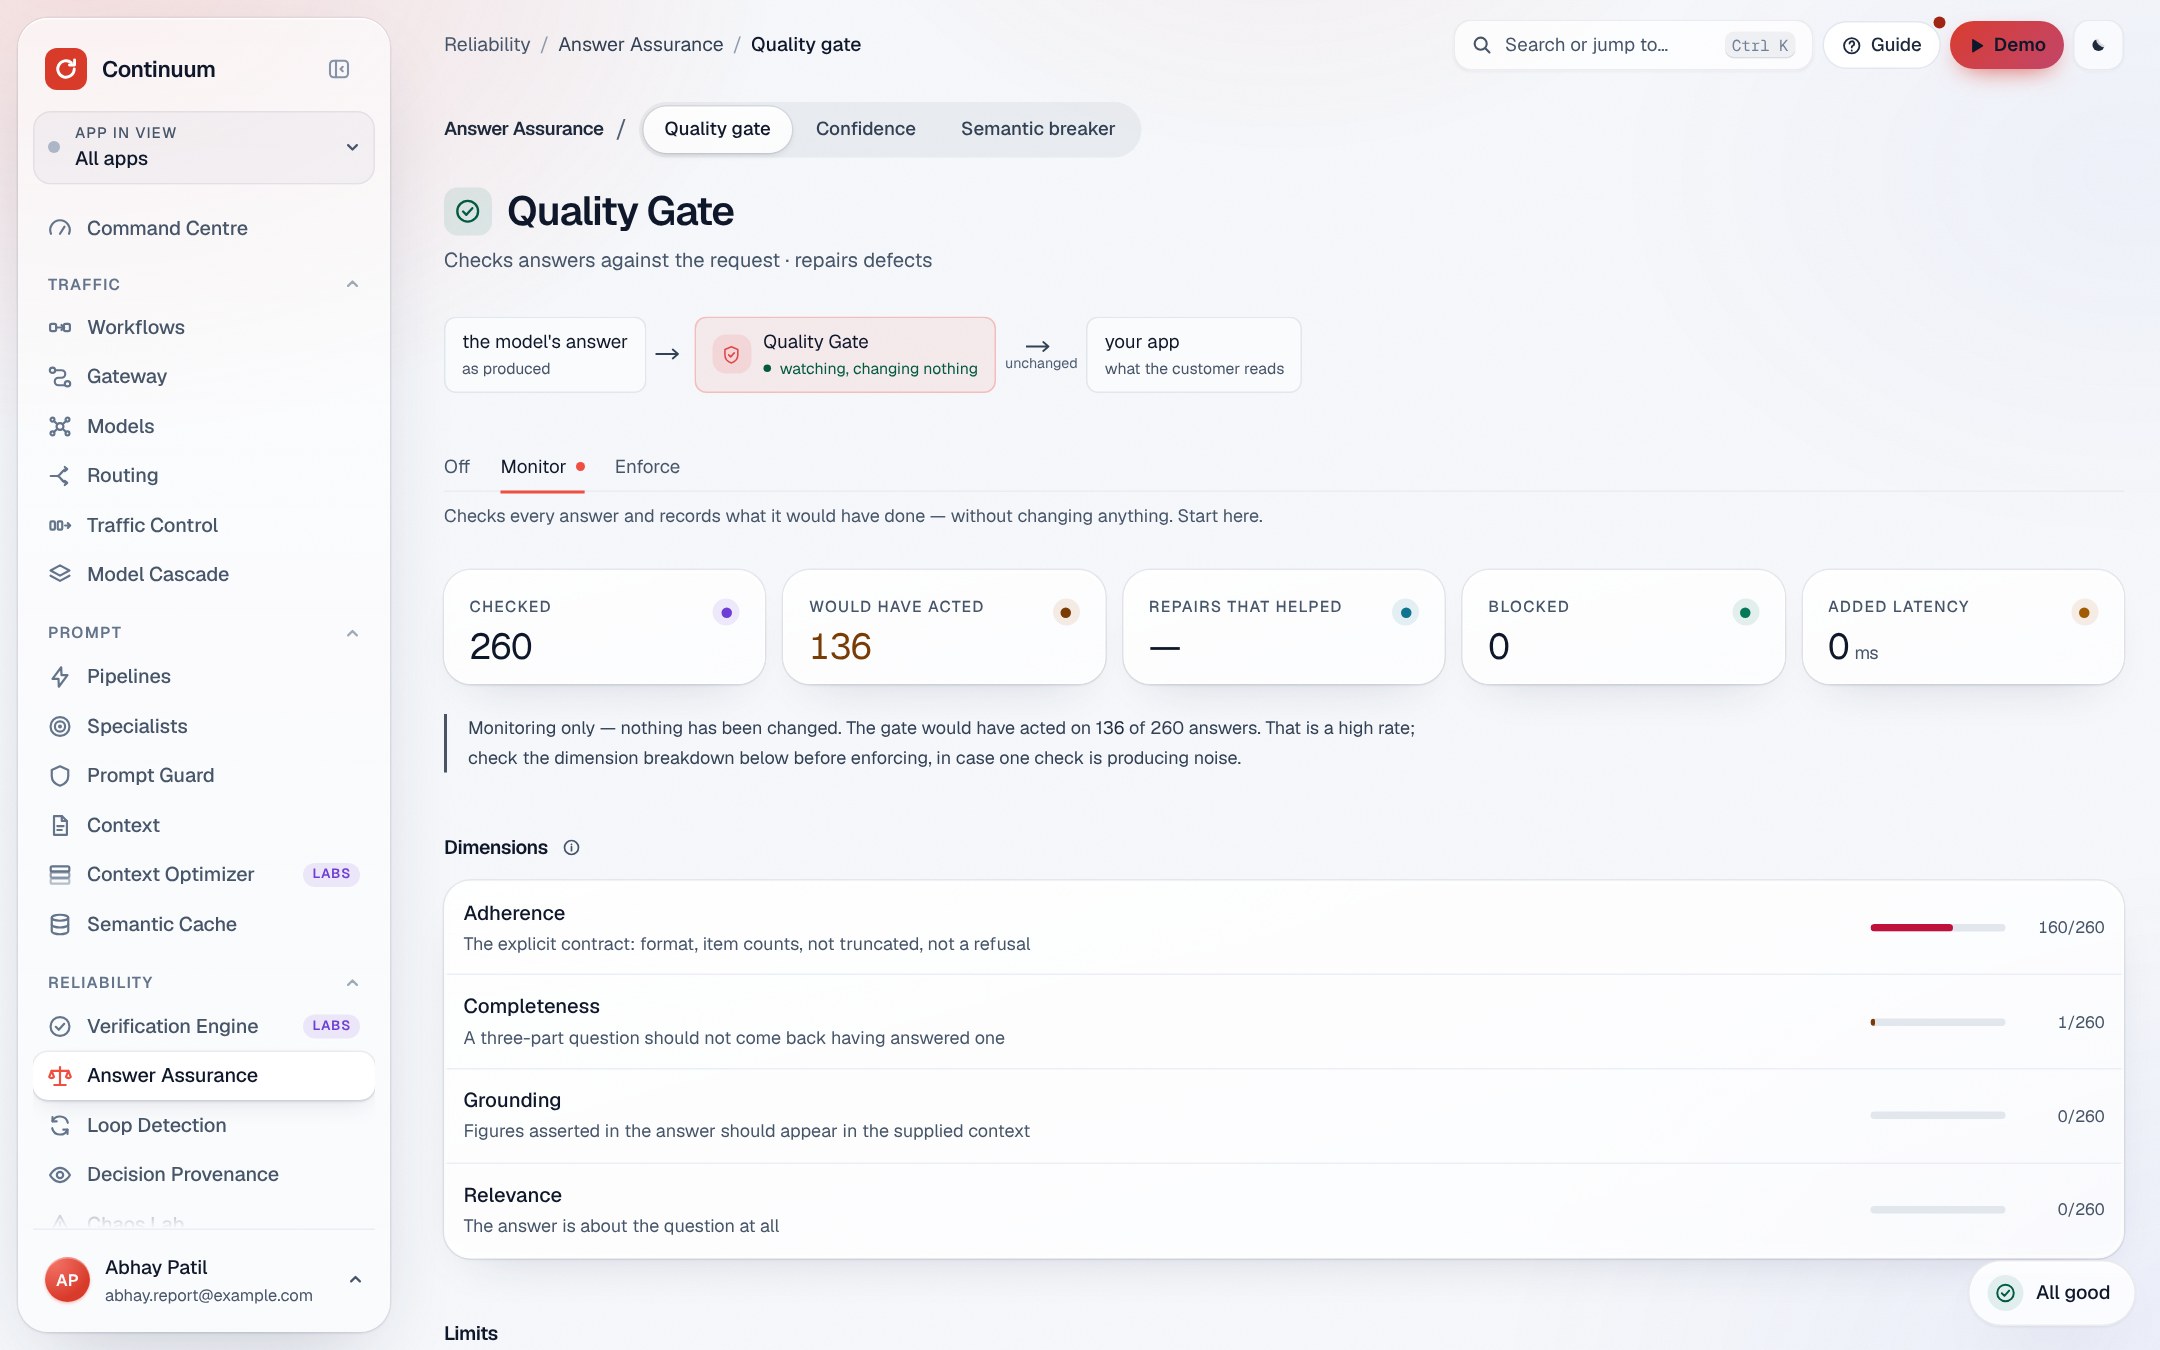 Continuum
APP IN VIEW
All apps
Command Centre
TRAFFIC
Workflows
Gateway
Models
Routing
Traffic Control
Model Cascade
PROMPT
Pipelines
Specialists
Prompt Guard
Context
Context Optimizer LABS
Semantic Cache
RELIABILITY
Verification Engine LABS
Answer Assurance
Loop Detection
Decision Provenance
Chaos Lab
AP
Abhay Patil
abhay.report@example.com
Reliability / Answer Assurance / Quality gate
Search or jump to... Ctrl K
Guide
Demo
Answer Assurance / Quality gate Confidence Semantic breaker
Quality Gate
Checks answers against the request · repairs defects
the model's answer
as produced
Quality Gate
watching, changing nothing
unchanged
your app
what the customer reads
Off Monitor Enforce
Checks every answer and records what it would have done — without changing anything. Start here.
CHECKED
260
WOULD HAVE ACTED
136
REPAIRS THAT HELPED
—
BLOCKED
0
ADDED LATENCY
0 ms
Monitoring only — nothing has been changed. The gate would have acted on 136 of 260 answers. That is a high rate;
check the dimension breakdown below before enforcing, in case one check is producing noise.
Dimensions
Adherence
The explicit contract: format, item counts, not truncated, not a refusal
160/260
Completeness
A three-part question should not come back having answered one
1/260
Grounding
Figures asserted in the answer should appear in the supplied context
0/260
Relevance
The answer is about the question at all
0/260
All good
Limits